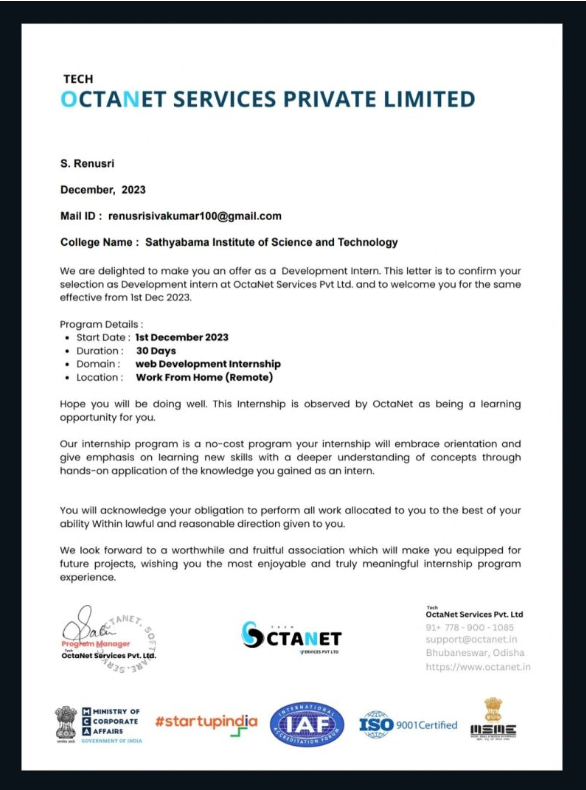 TECH
OCTANET SERVICES PRIVATE LIMITED
S. Renusri
December, 2023
Mail ID : renusrisivakumar100@gmail.com
College Name : Sathyabama Institute of Science and Technology
We are delighted to make you an offer as a Development Intern. This letter is to confirm your
selection as Development intern at OctaNet Services Pvt Ltd. and to welcome you for the same
effective from 1st Dec 2023.
Program Details :
• Start Date : 1st December 2023
• Duration : 30 Days
• Domain : web Development Internship
• Location : Work From Home (Remote)
Hope you will be doing well. This Internship is observed by OctaNet as being a learning
opportunity for you.
Our internship program is a no-cost program your internship will embrace orientation and
give emphasis on learning new skills with a deeper understanding of concepts through
hands-on application of the knowledge you gained as an intern.
You will acknowledge your obligation to perform all work allocated to you to the best of your
ability Within lawful and reasonable direction given to you.
We look forward to a worthwhile and fruitful association which will make you equipped for
future projects, wishing you the most enjoyable and truly meaningful internship program
experience.
Program Manager
Tech
OctaNet Services Pvt. Ltd.
TECH
OCTANET
SERVICES PVT LTD
Tech
OctaNet Services Pvt. Ltd
91+ 778 - 900 - 1085
support@octanet.in
Bhubaneswar, Odisha
https://www.octanet.in
MINISTRY OF
CORPORATE
AFFAIRS
GOVERNMENT OF INDIA
MCA
#startupindia
INTERNATIONAL
IAF
ACCREDITATION FORUM
ISO 9001Certified
MSME